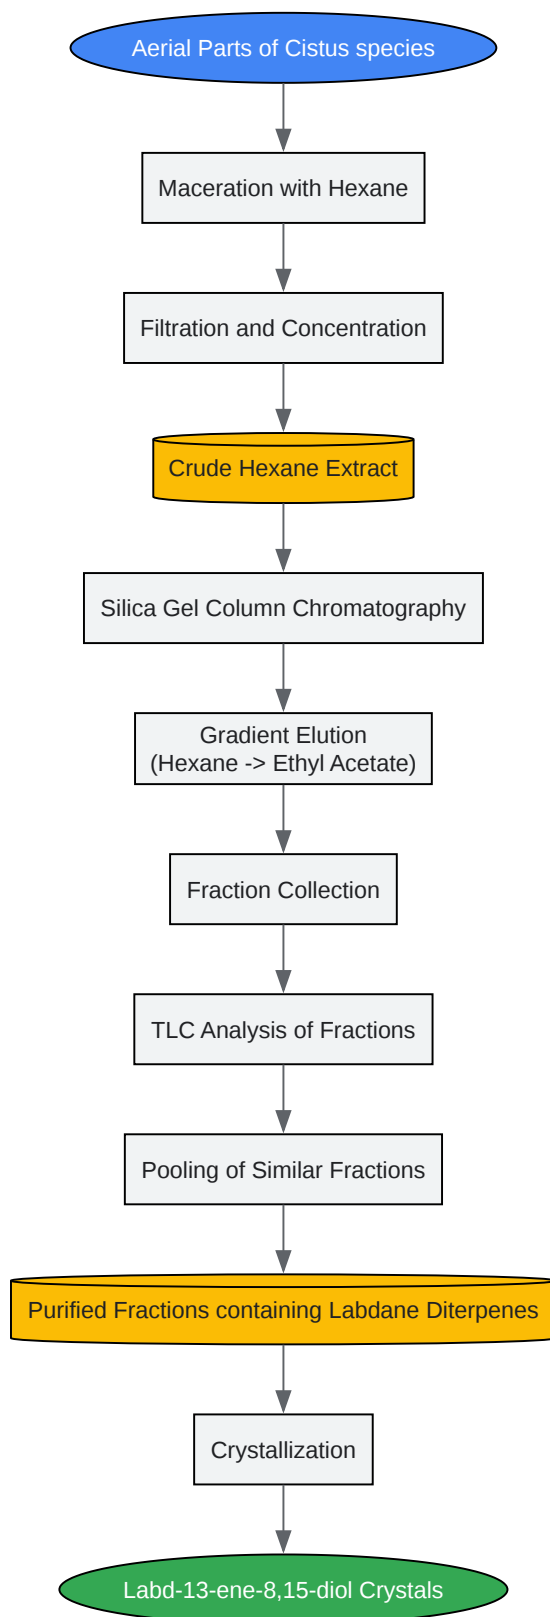 Aerial Parts of Cistus species
Maceration with Hexane
Filtration and Concentration
Crude Hexane Extract
Silica Gel Column Chromatography
Gradient Elution
(Hexane -> Ethyl Acetate)
Fraction Collection
TLC Analysis of Fractions
Pooling of Similar Fractions
Purified Fractions containing Labdane Diterpenes
Crystallization
Labd-13-ene-8,15-diol Crystals